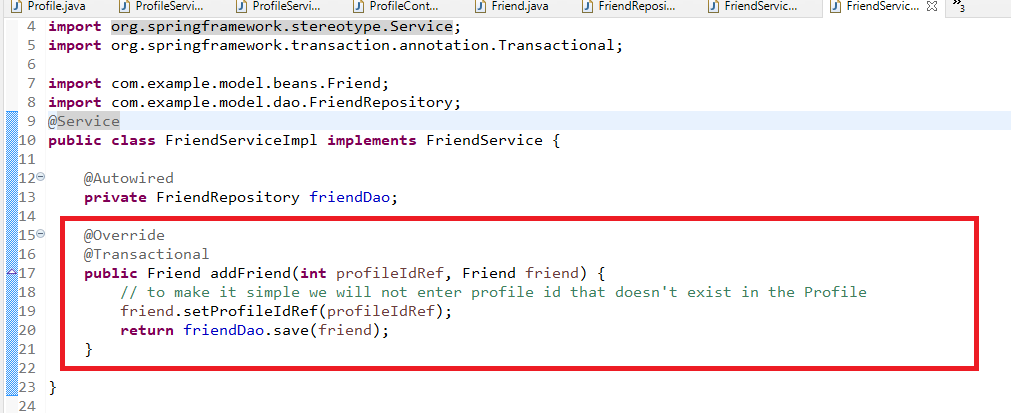 Profile.java ProfileServi... ProfileServi... ProfileCont... Friend.java FriendReposi... FriendServic... FriendServic... »3
4 import org.springframework.stereotype.Service;
5 import org.springframework.transaction.annotation.Transactional;
6
7 import com.example.model.beans.Friend;
8 import com.example.model.dao.FriendRepository;
9 @Service
10 public class FriendServiceImpl implements FriendService {
11
12 @Autowired
13 private FriendRepository friendDao;
14
15 @Override
16 @Transactional
17 public Friend addFriend(int profileIdRef, Friend friend) {
18 // to make it simple we will not enter profile id that doesn't exist in the Profile
19 friend.setProfileIdRef(profileIdRef);
20 return friendDao.save(friend);
21 }
22
23 }
24